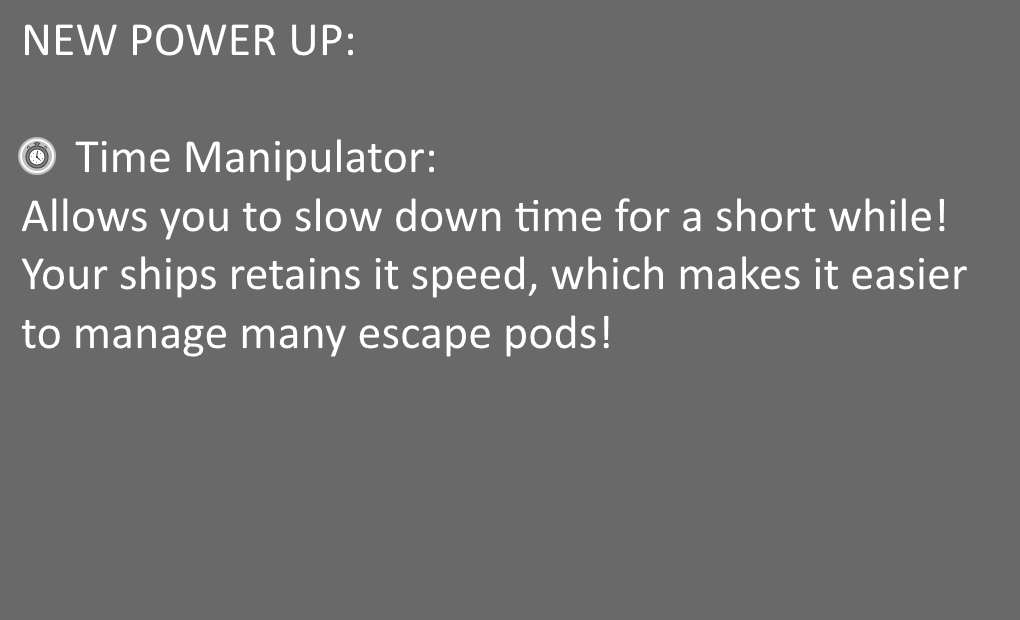 NEW POWER UP:
Time Manipulator:
Allows you to slow down time for a short while!
Your ships retains it speed, which makes it easier
to manage many escape pods!